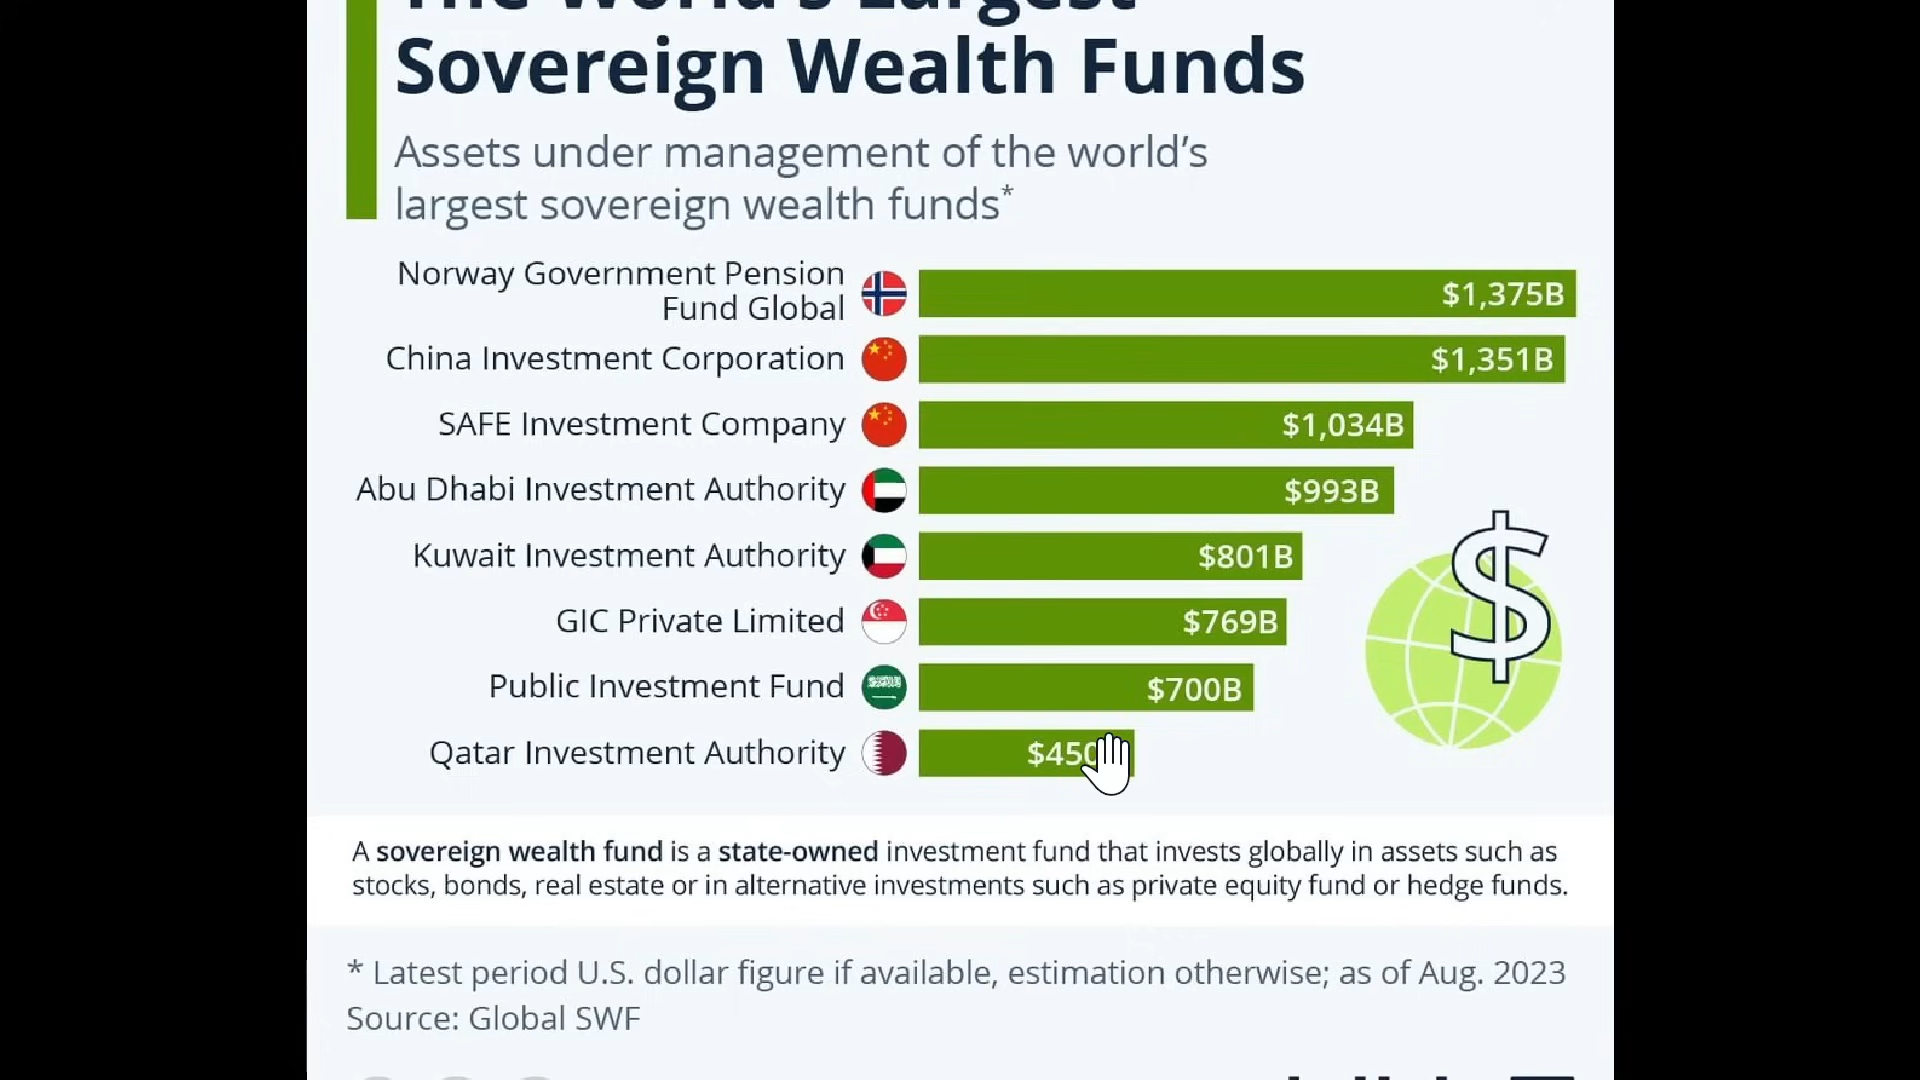 The World's Largest
Sovereign Wealth Funds
Assets under management of the world’s
largest sovereign wealth funds*
Norway Government Pension
Fund Global
$1,375B
China Investment Corporation
$1,351B
SAFE Investment Company
$1,034B
Abu Dhabi Investment Authority
$993B
Kuwait Investment Authority
$801B
GIC Private Limited
$769B
Public Investment Fund
$700B
Qatar Investment Authority
$450
$
A sovereign wealth fund is a state-owned investment fund that invests globally in assets such as
stocks, bonds, real estate or in alternative investments such as private equity fund or hedge funds.
* Latest period U.S. dollar figure if available, estimation otherwise; as of Aug. 2023
Source: Global SWF